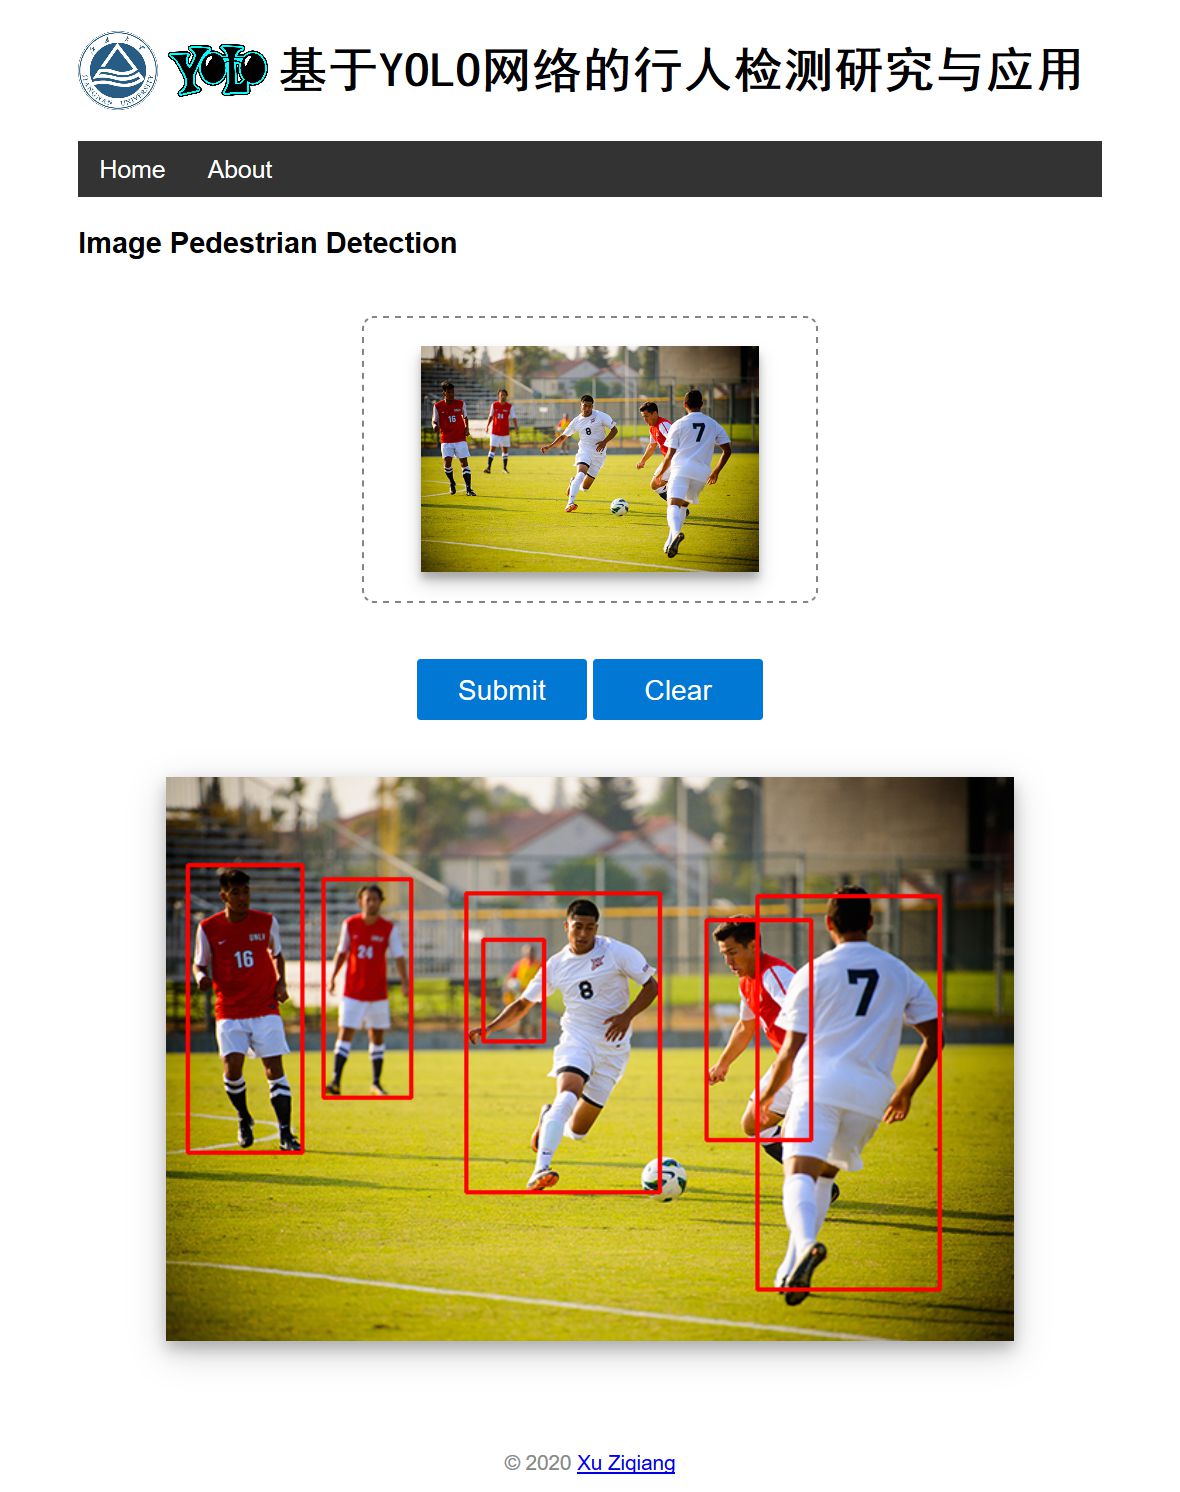 YOLO 基于YOLO网络的行人检测研究与应用
Home About
Image Pedestrian Detection
16
24
8
7
Submit Clear
UNLV
16
24
8
7
© 2020 Xu Ziqiang